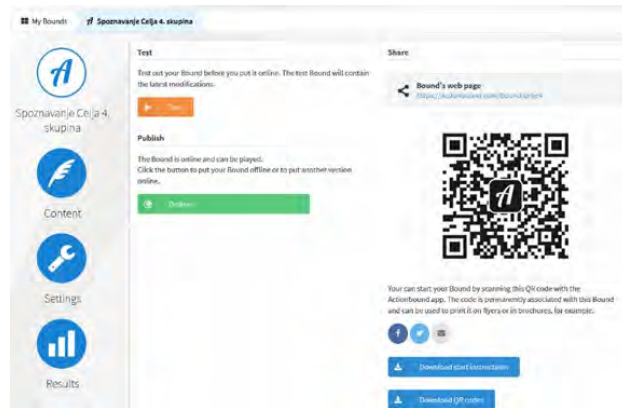 My Bounds
Spoznavanje Celja 4. skupina
Spoznavanje Celja 4.
skupina
Content
Settings
Results
Test
Test out your Bound before you put it online. The test Bound will contain
the latest modifications.
Test
Publish
The Bound is online and can be played.
Click the button to put your Bound offline or to put another version
online.
Share
Bound's web page
Your can start your Bound by scanning this QR code with the
Actionbound app. The code is permanently associated with this Bound
and can be used to print it on flyers or in brochures, for example.
Download start instructions
Download QR codes